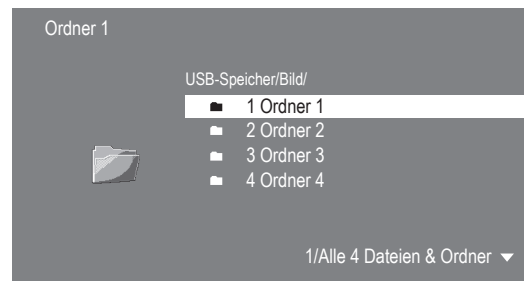 Ordner 1
USB-Speicher/Bild/
1 Ordner 1
2 Ordner 2
3 Ordner 3
4 Ordner 4
1/Alle 4 Dateien & Ordner